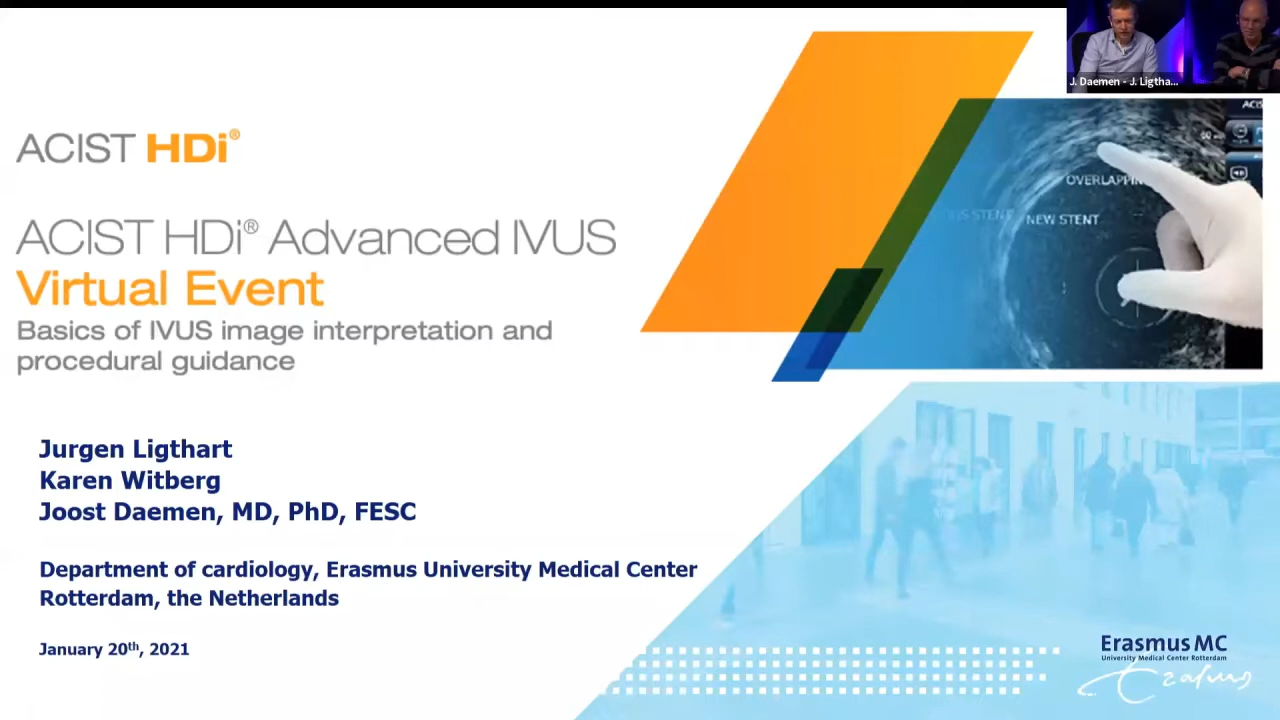 J. Daemen - J. Ligtha...
ACIST HDi®
ACIST HDi® Advanced IVUS
Virtual Event
Basics of IVUS image interpretation and
procedural guidance
OVERLAPPIN
NEW STENT
Jurgen Ligthart
Karen Witberg
Joost Daemen, MD, PhD, FESC
Department of cardiology, Erasmus University Medical Center
Rotterdam, the Netherlands
January 20th, 2021
Erasmus MC
University Medical Center Rotterdam
Erasmus